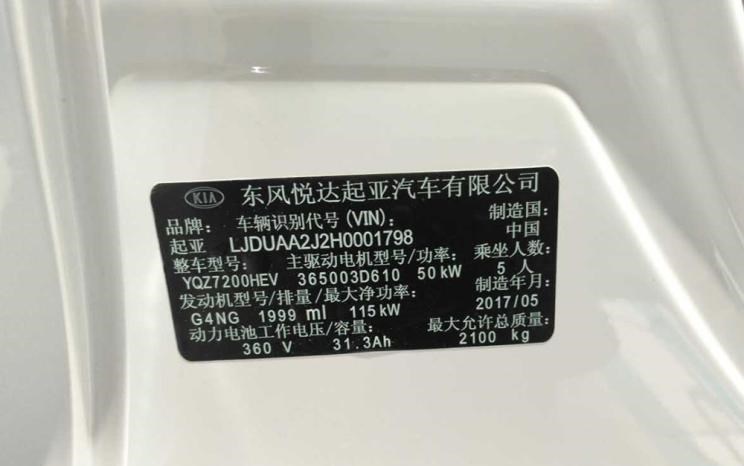 KIA 东风悦达起亚汽车有限公司
品牌: 车辆识别代号(VIN): 制造国:
起亚 LJDUAA2J2H0001798 中国
整车型号: 主驱动电机型号/功率: 乘坐人数:
YQZ7200HEV 365003D610 50kW 5 人
发动机型号/排量/最大净功率: 制造年月:
G4NG 1999 ml 115kW 2017/05
动力电池工作电压/容量: 最大允许总质量:
360 V 31.3Ah 2100 kg